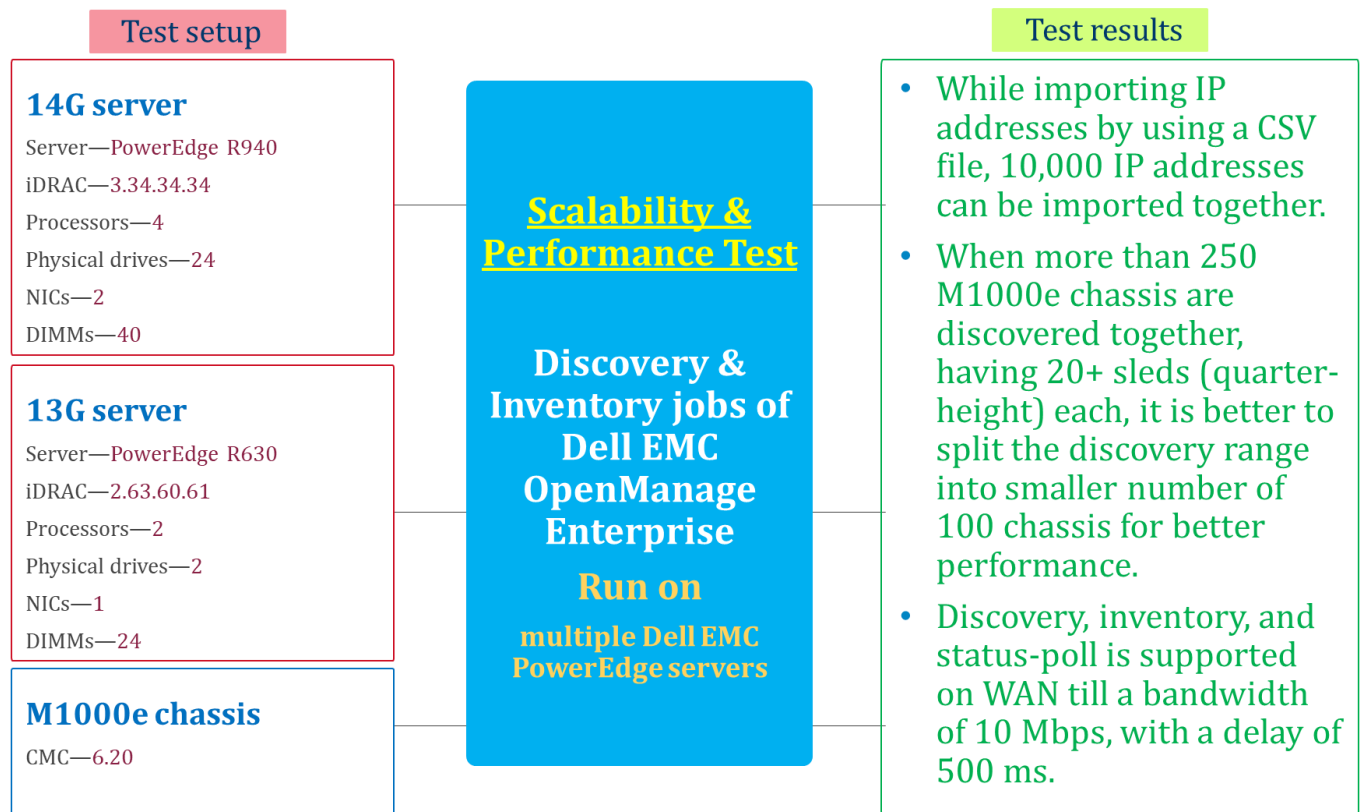 Test setup
14G server
Server—PowerEdge R940
iDRAC—3.34.34.34
Processors—4
Physical drives—24
NICs—2
DIMMs—40
13G server
Server—PowerEdge R630
iDRAC—2.63.60.61
Processors—2
Physical drives—2
NICs—1
DIMMs—24
M1000e chassis
CMC—6.20
Scalability &
Performance Test
Discovery &
Inventory jobs of
Dell EMC
OpenManage
Enterprise
Run on
multiple Dell EMC
PowerEdge servers
Test results
• While importing IP
addresses by using a CSV
file, 10,000 IP addresses
can be imported together.
• When more than 250
M1000e chassis are
discovered together,
having 20+ sleds (quarter-
height) each, it is better to
split the discovery range
into smaller number of
100 chassis for better
performance.
• Discovery, inventory, and
status-poll is supported
on WAN till a bandwidth
of 10 Mbps, with a delay of
500 ms.